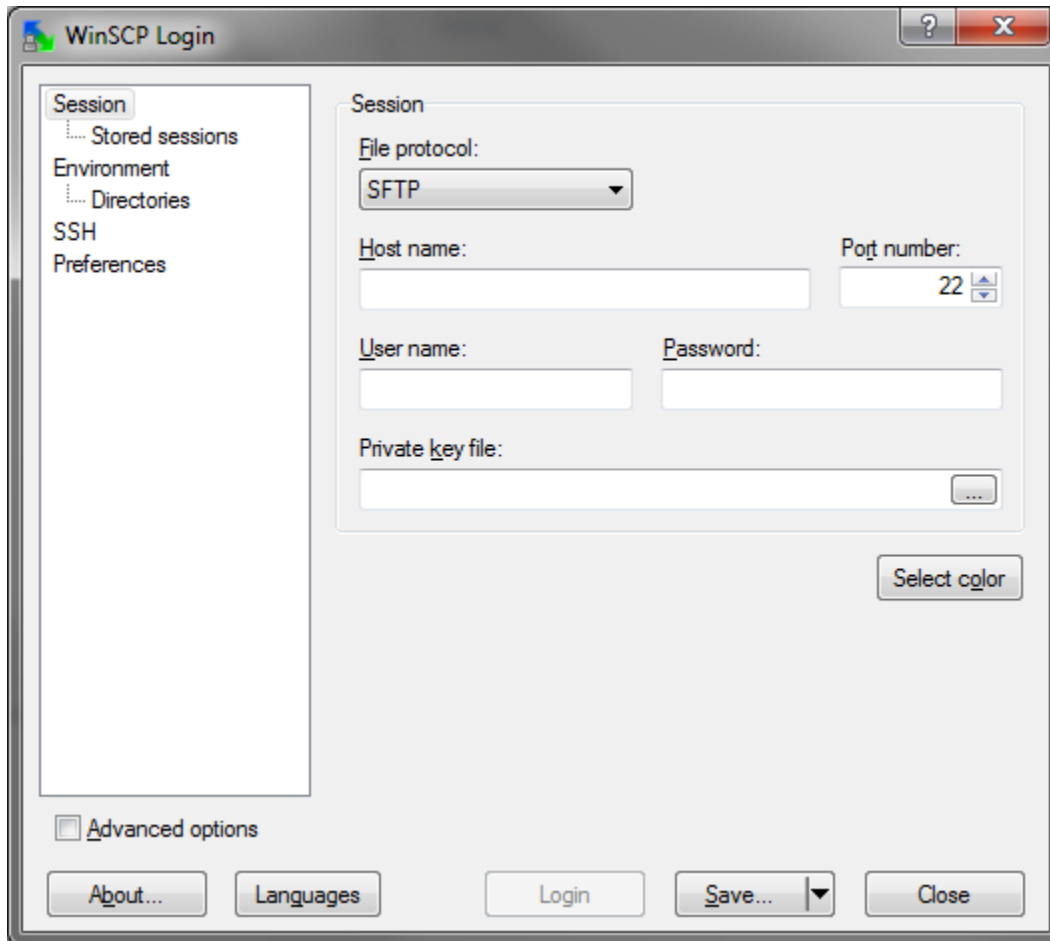 WinSCP Login
?
Session
Stored sessions
Environment
Directories
SSH
Preferences
Session
File protocol:
SFTP
Host name: Port number:
22
User name: Password:
Private key file:
...
Select color
Advanced options
About... Languages Login Save... Close